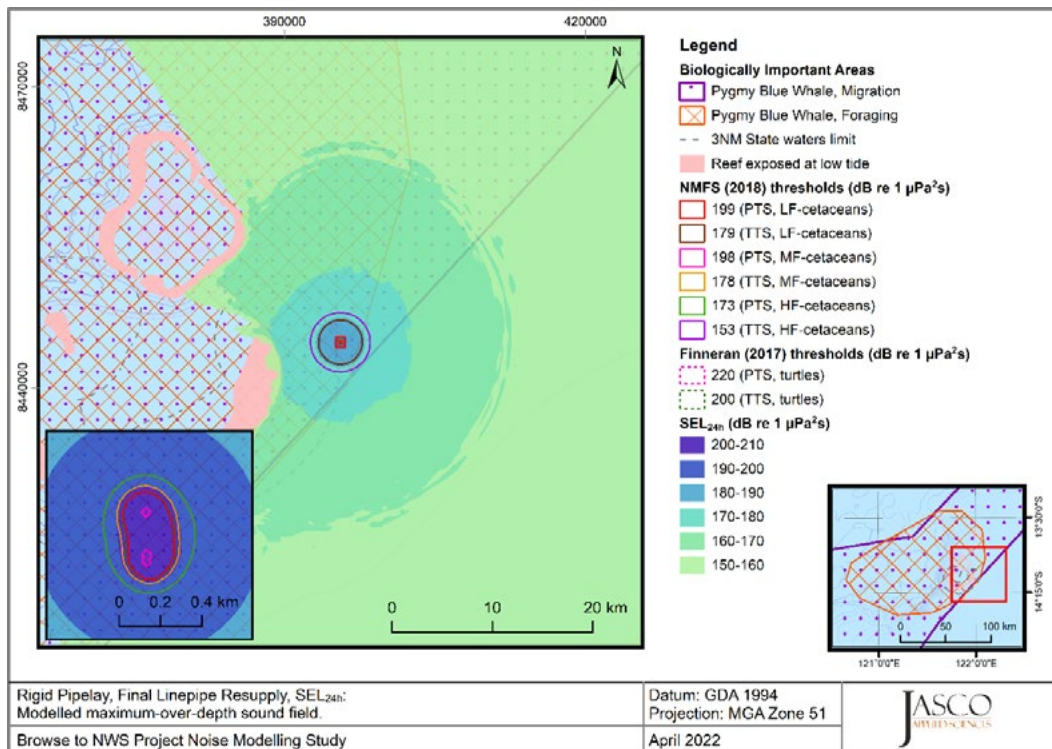 390000
420000
8470000
8440000
N
0 0.2 0.4 km
0 10 20 km
Legend
Biologically Important Areas
Pygmy Blue Whale, Migration
Pygmy Blue Whale, Foraging
3NM State waters limit
Reef exposed at low tide
NMFS (2018) thresholds (dB re 1 µPa²s)
199 (PTS, LF-cetaceans)
179 (TTS, LF-cetaceans)
198 (PTS, MF-cetaceans)
178 (TTS, MF-cetaceans)
173 (PTS, HF-cetaceans)
153 (TTS, HF-cetaceans)
Finneran (2017) thresholds (dB re 1 µPa²s)
220 (PTS, turtles)
200 (TTS, turtles)
SEL24h (dB re 1 µPa²s)
200-210
190-200
180-190
170-180
160-170
150-160
13°30'0"S
14°15'0"S
0 50 100 km
121°0'0"E 122°0'0"E
Rigid Pipelay, Final Linepipe Resupply, SEL24h:
Modelled maximum-over-depth sound field.
Browse to NWS Project Noise Modelling Study
Datum: GDA 1994
Projection: MGA Zone 51
April 2022
JASCO
APPLIED SCIENCES